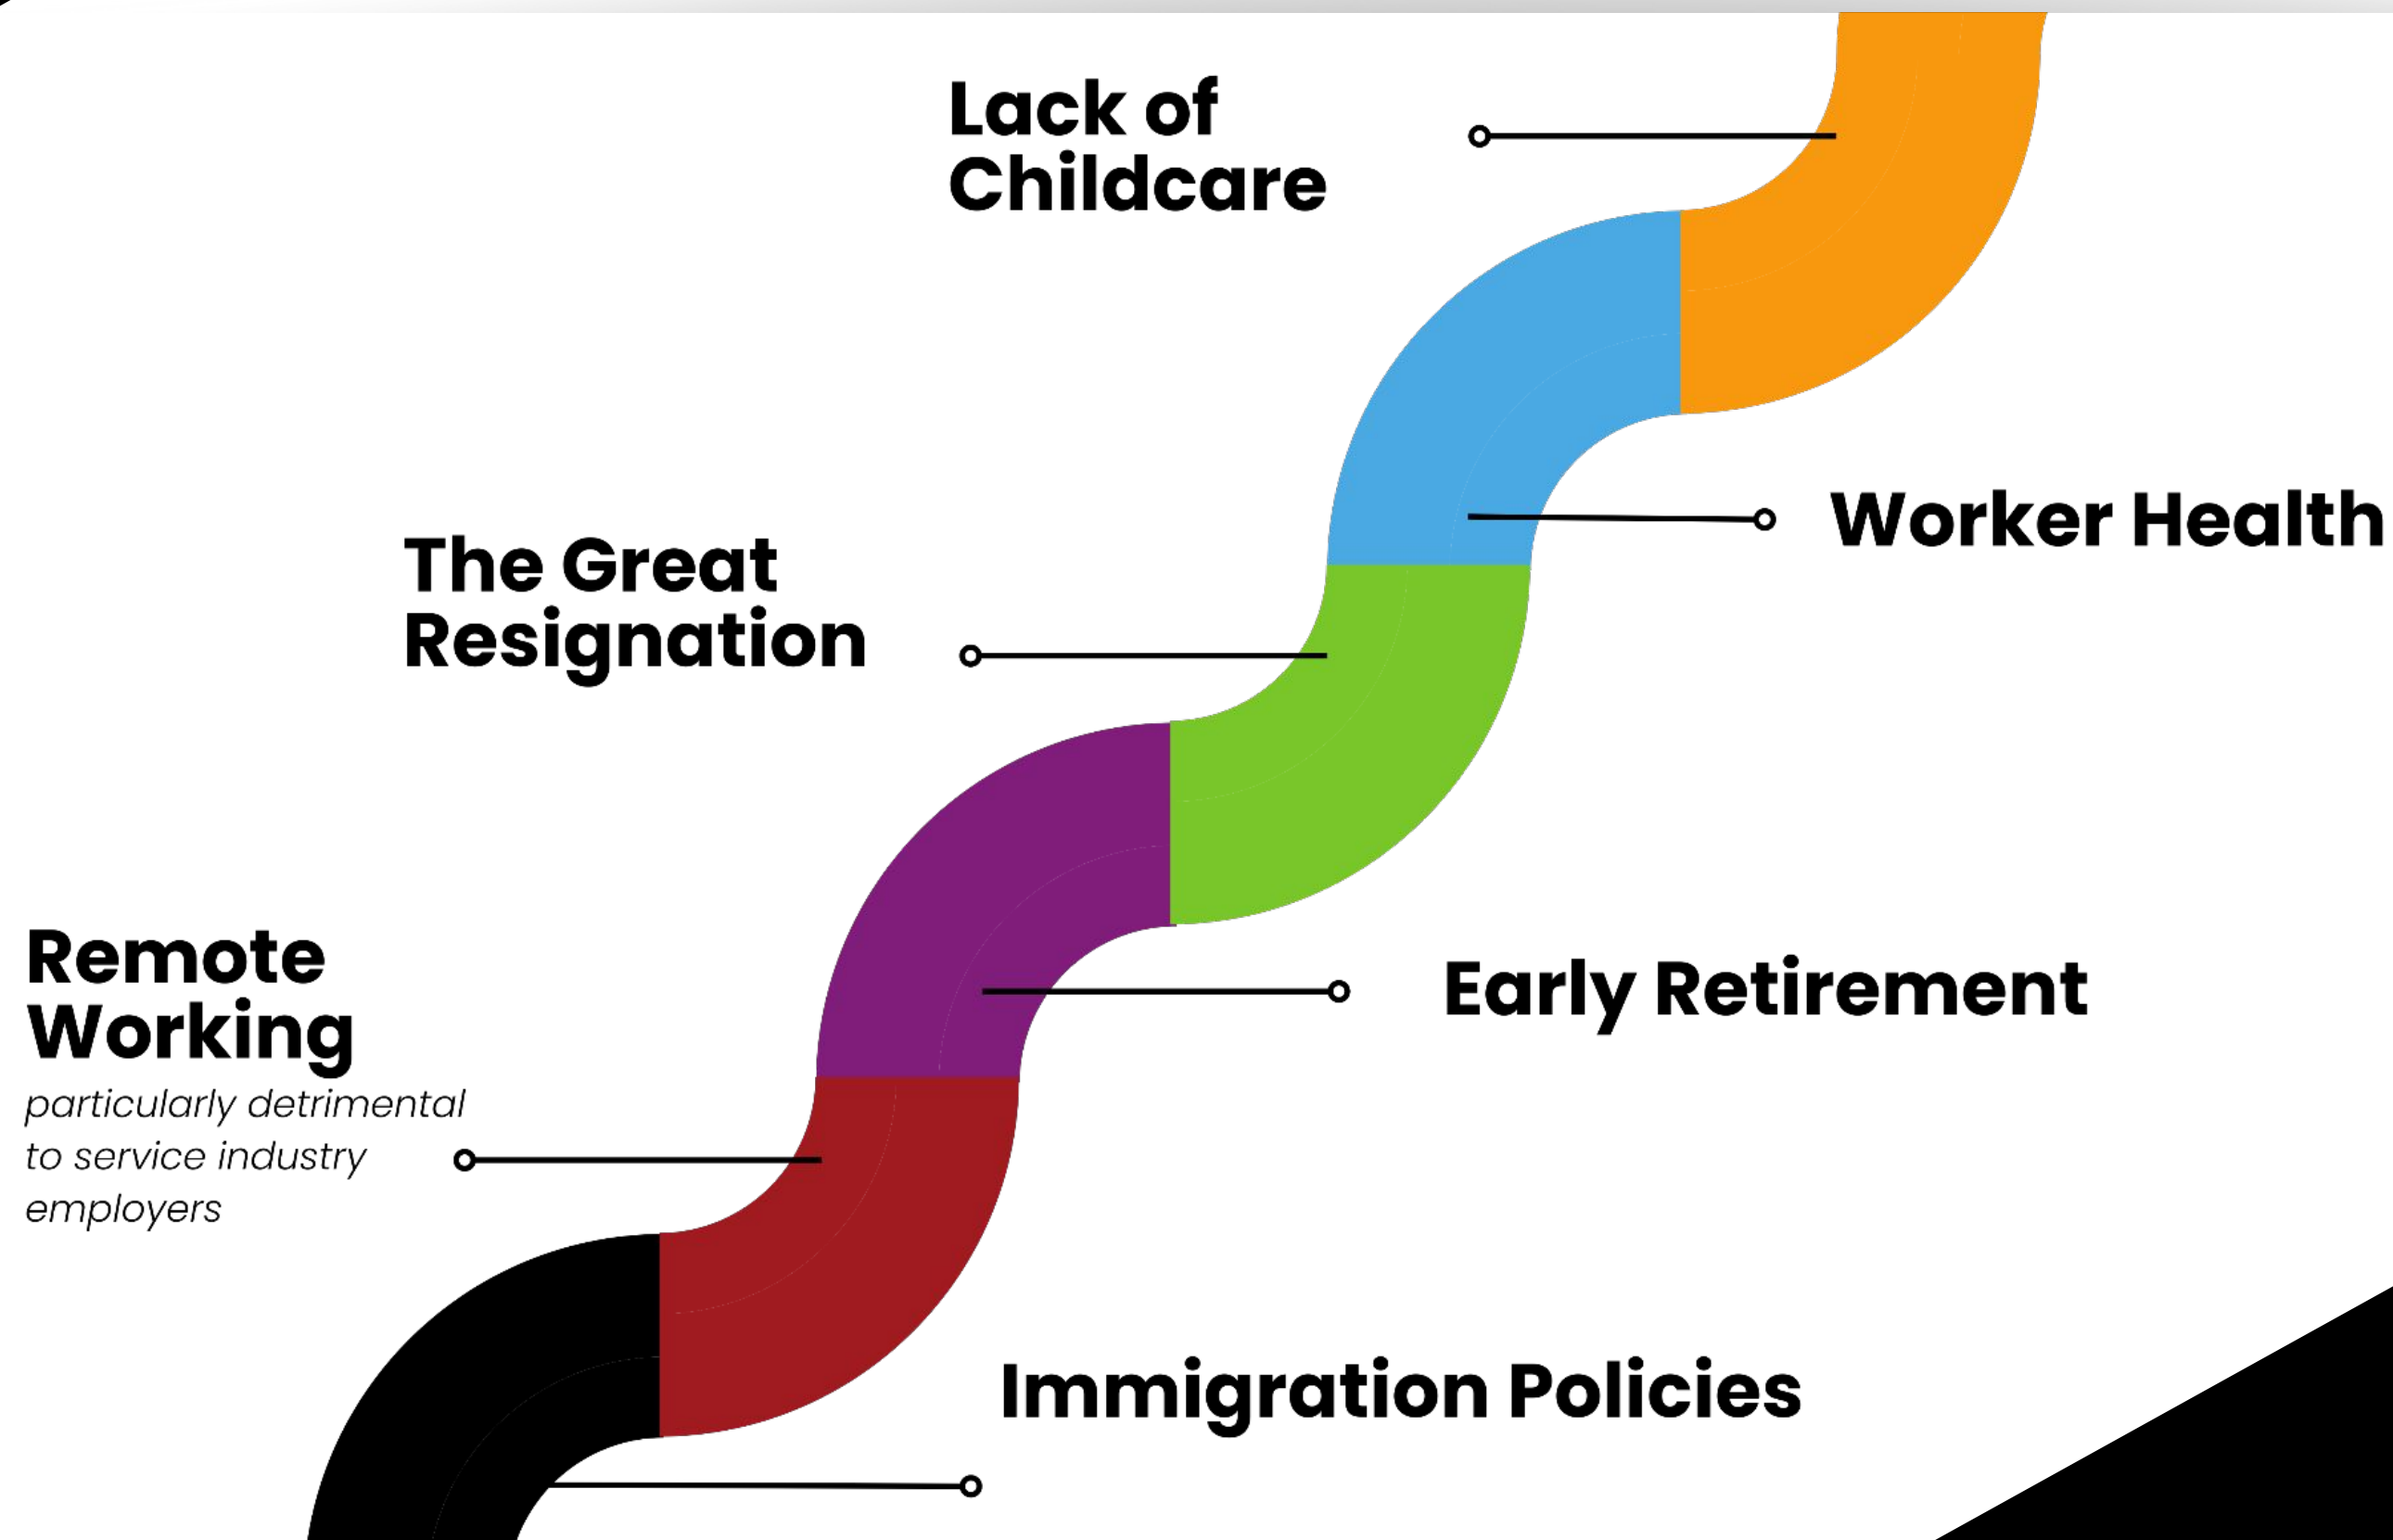 Lack of
Childcare
Worker Health
The Great
Resignation
Early Retirement
Remote
Working
particularly detrimental
to service industry
employers
Immigration Policies